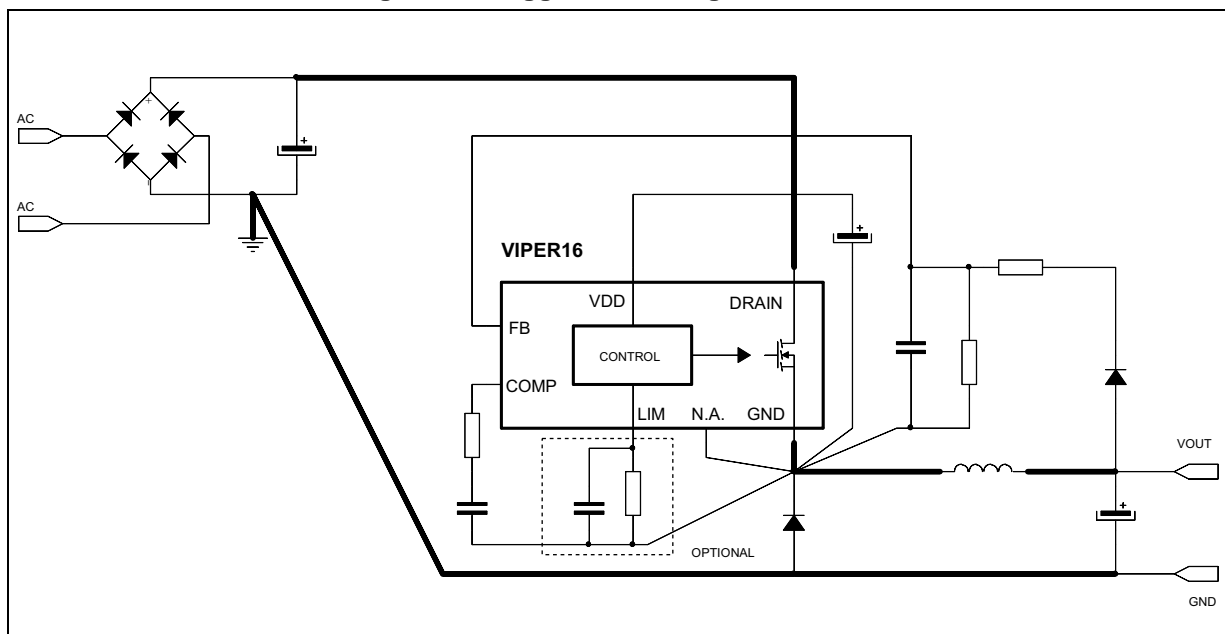 AC
+
-
+
AC
VIPER16
+
VDD
DRAIN
FB
CONTROL
COMP
LIM
N.A.
GND
VOUT
+
OPTIONAL
GND